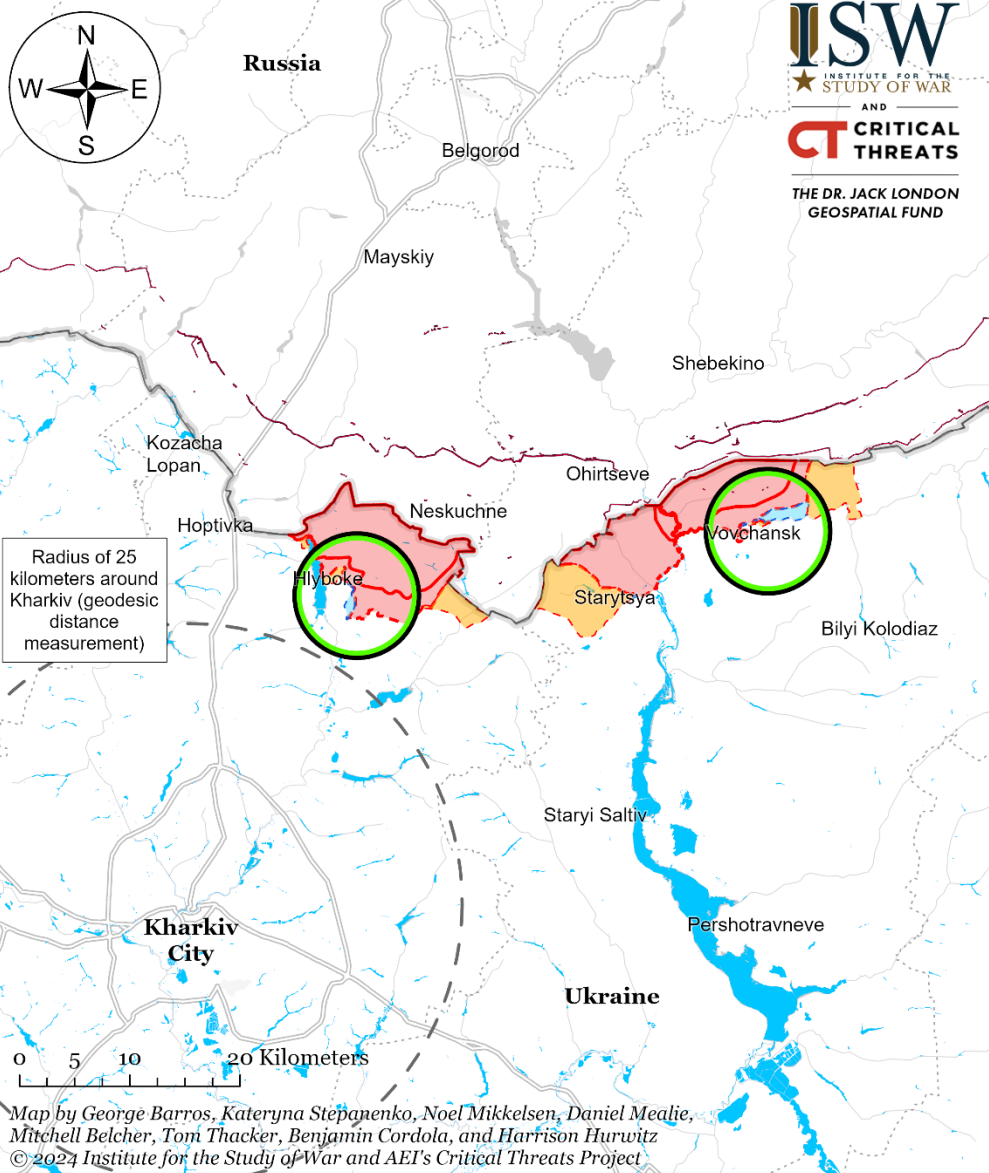 N
W
E
S
Russia
ISW
INSTITUTE FOR THE
STUDY OF WAR
AND
CT CRITICAL
THREATS
THE DR. JACK LONDON
GEOSPATIAL FUND
Belgorod
Mayskiy
Shebekino
Kozacha
Lopan
Ohirtseve
Neskuchne
Hoptivka
Vovchansk
Radius of 25
kilometers around
Kharkiv (geodesic
distance
measurement)
Hlyboke
Starytsya
Bilyi Kolodiaz
Staryi Saltiv
Pershotravneve
Kharkiv
City
Ukraine
0 5 10 20 Kilometers
Map by George Barros, Kateryna Stepanenko, Noel Mikkelsen, Daniel Mealie,
Mitchell Belcher, Tom Thacker, Benjamin Cordola, and Harrison Hurwitz
© 2024 Institute for the Study of War and AEI's Critical Threats Project